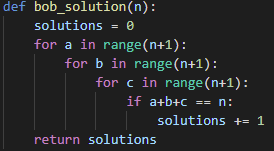 def bob_solution(n):
    solutions = 0
    for a in range(n+1):
        for b in range(n+1):
            for c in range(n+1):
                if a+b+c == n:
                    solutions += 1
    return solutions